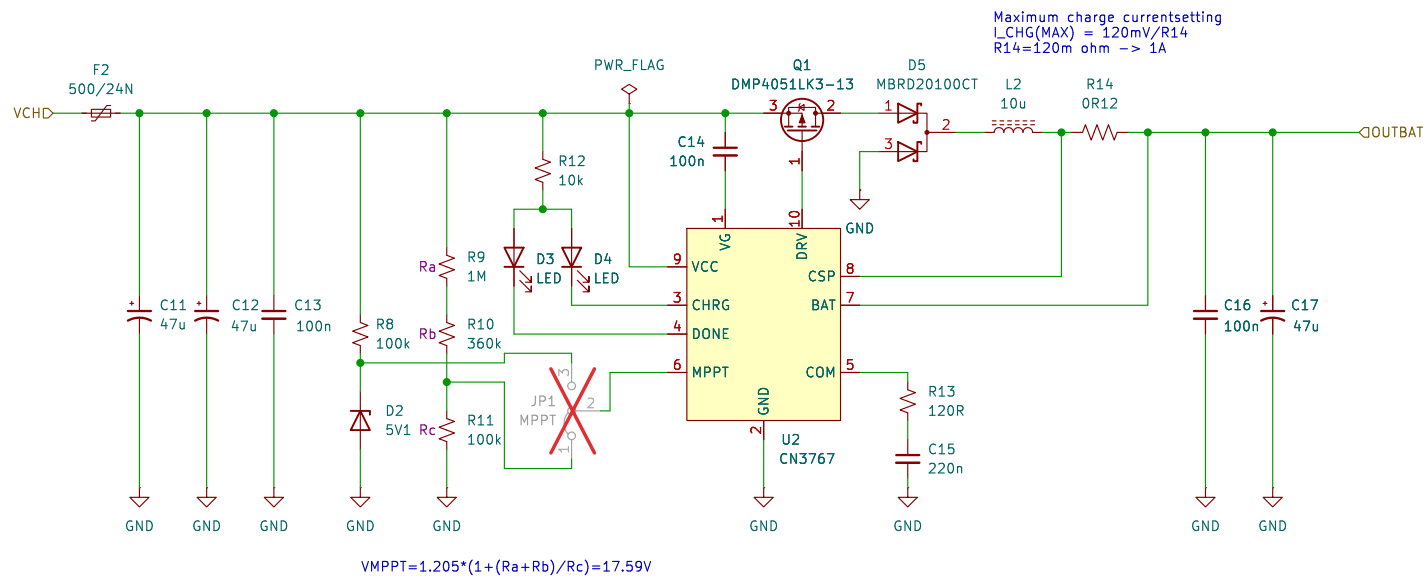 Maximum charge currentsetting
I_CHG(MAX) = 120mV/R14
R14=120m ohm -> 1A
F2
500/24N
VCH
PWR_FLAG
Q1
DMP4051LK3-13
3
2
1
D5
MBRD20100CT
1
2
3
GND
L2
10u
R14
0R12
OUTBAT
C14
100n
R12
10k
D3
LED
D4
LED
Ra
R9
1M
Rb
R10
360k
Rc
R11
100k
R8
100k
D2
5V1
C11
47u
C12
47u
C13
100n
JP1
MPPT
3
2
1
1
VG
10
DRV
9
VCC
3
CHRG
4
DONE
6
MPPT
CSP
8
BAT
7
COM
5
GND
2
U2
CN3767
R13
120R
C15
220n
C16
100n
C17
47u
GND
GND
GND
GND
GND
GND
GND
GND
GND
VMPPT=1.205*(1+(Ra+Rb)/Rc)=17.59V